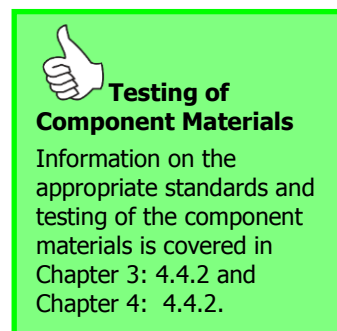 Testing of
Component Materials
Information on the
appropriate standards and
testing of the component
materials is covered in
Chapter 3: 4.4.2 and
Chapter 4:  4.4.2.